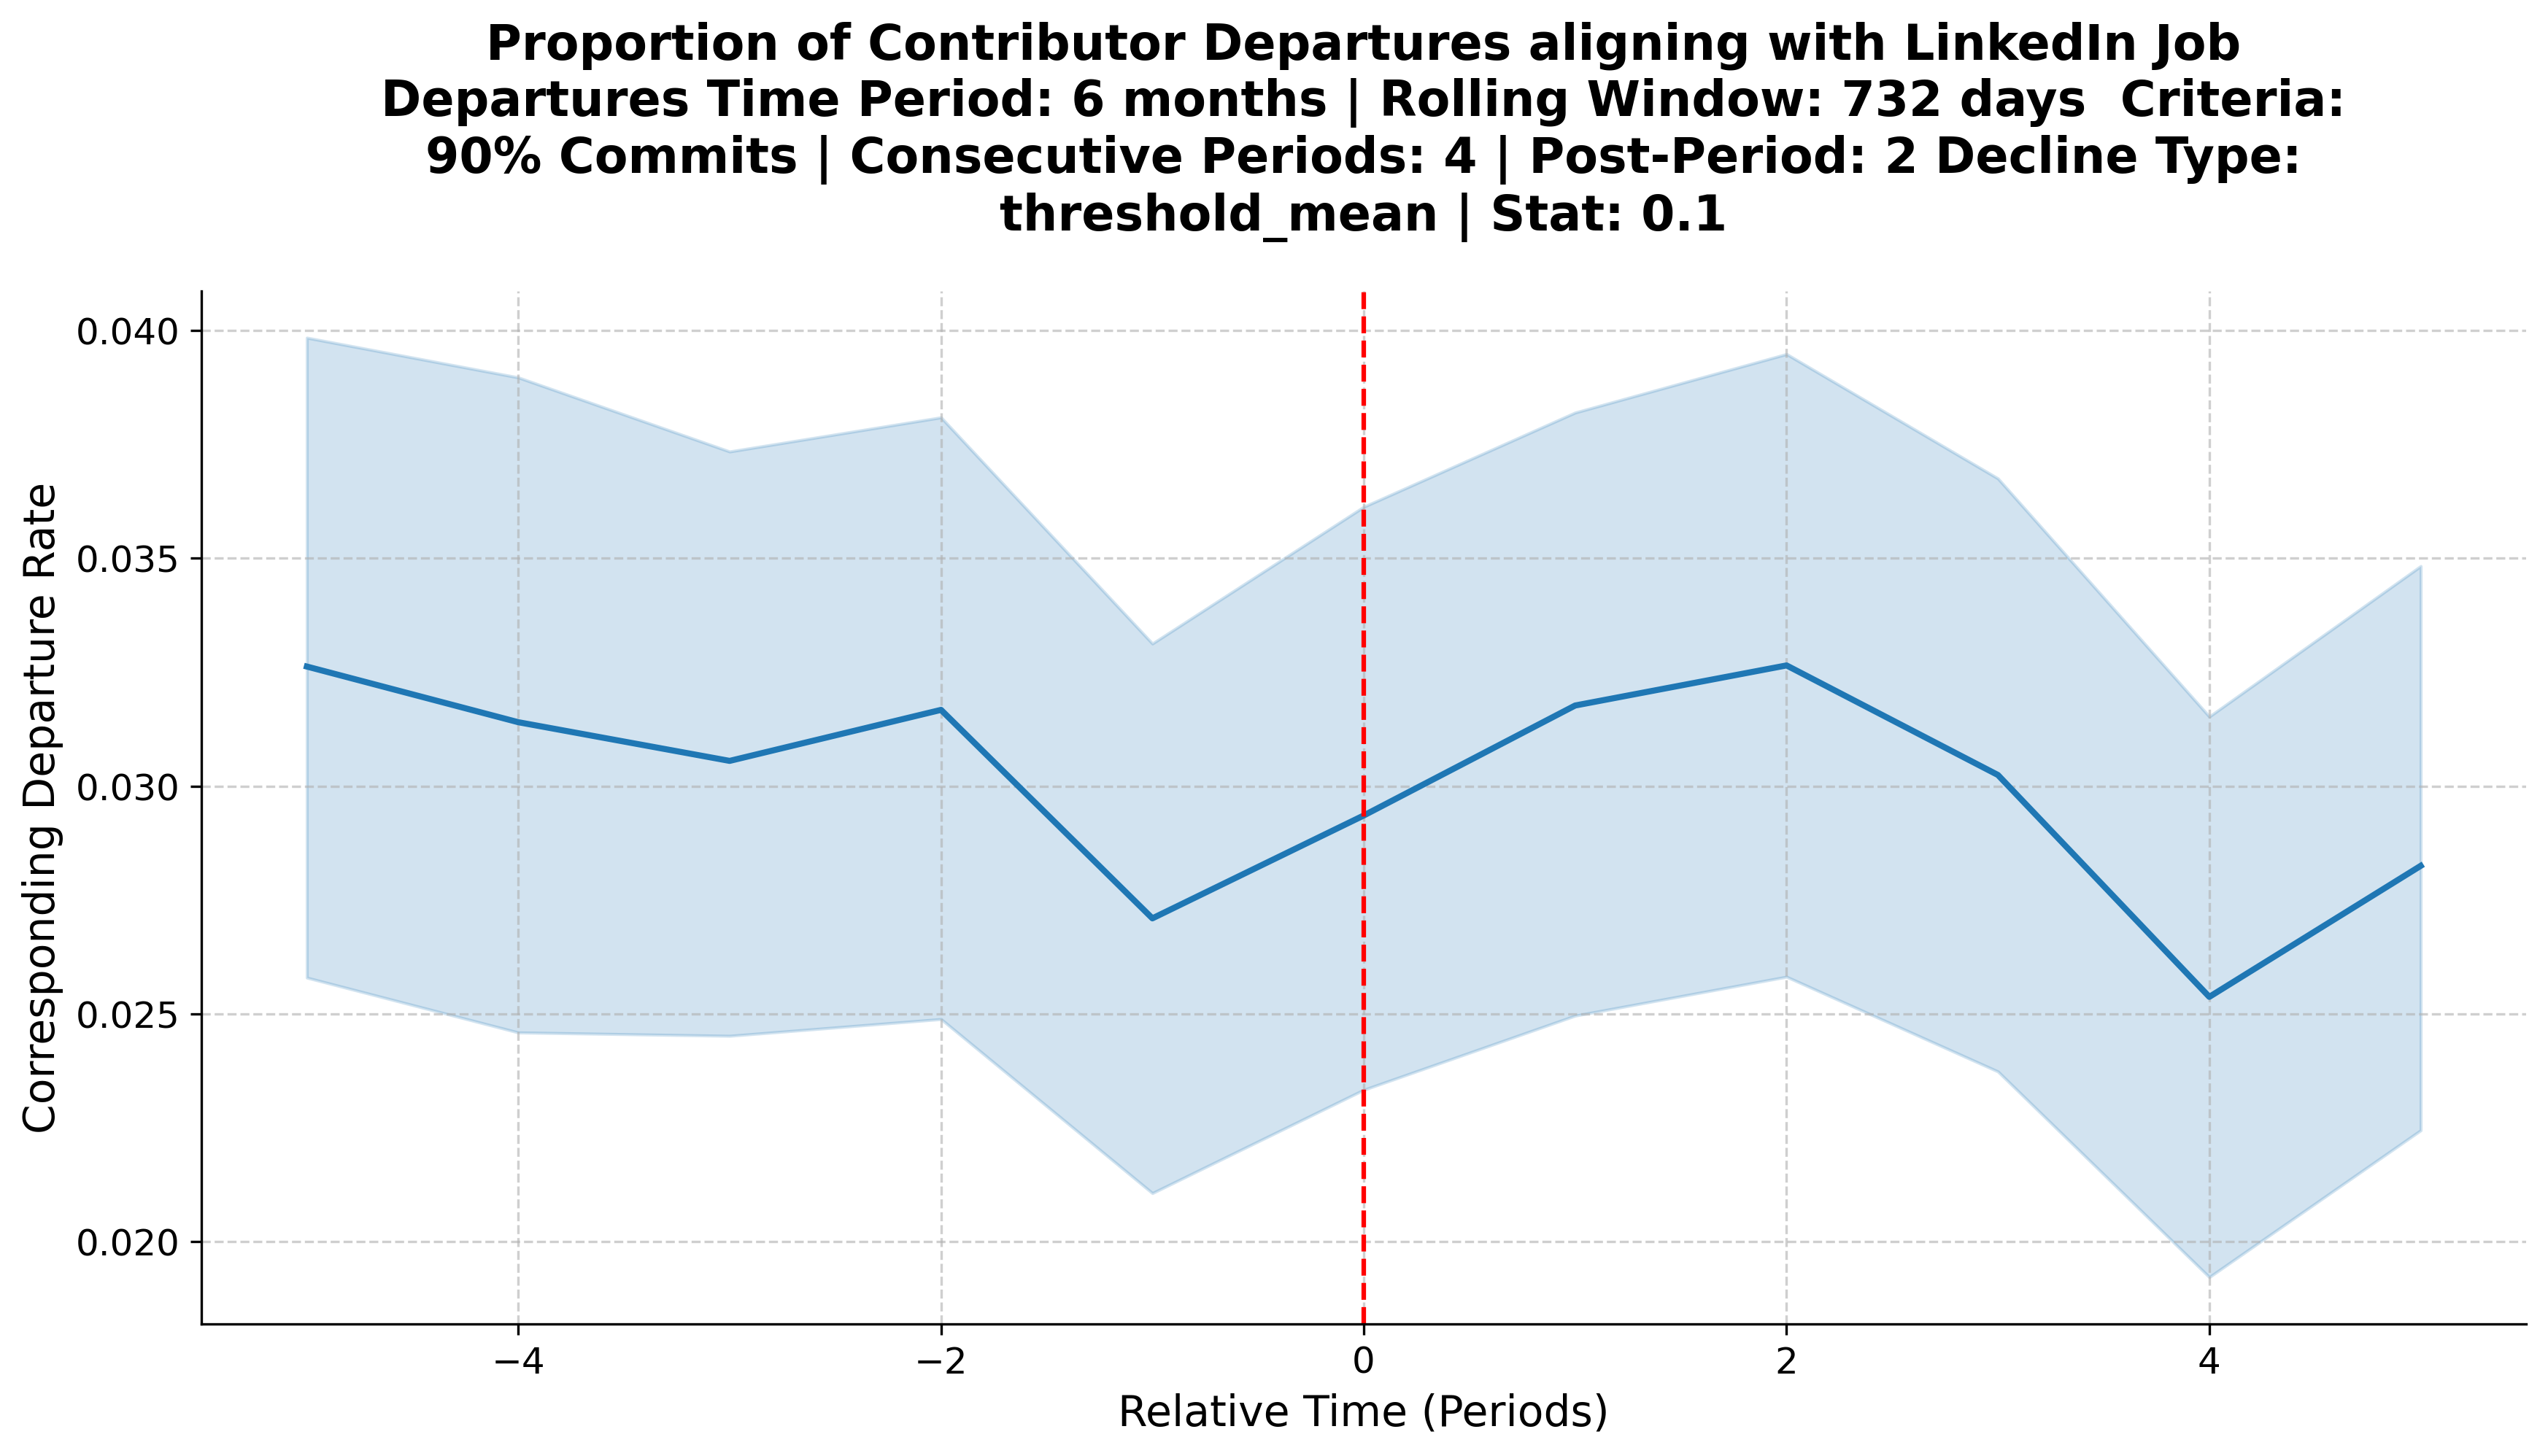 Proportion of Contributor Departures aligning with LinkedIn Job
Departures Time Period: 6 months | Rolling Window: 732 days  Criteria:
90% Commits | Consecutive Periods: 4 | Post-Period: 2 Decline Type:
threshold_mean | Stat: 0.1
0.040
0.035
0.030
0.025
0.020
Corresponding Departure Rate
−4
−2
0
2
4
Relative Time (Periods)